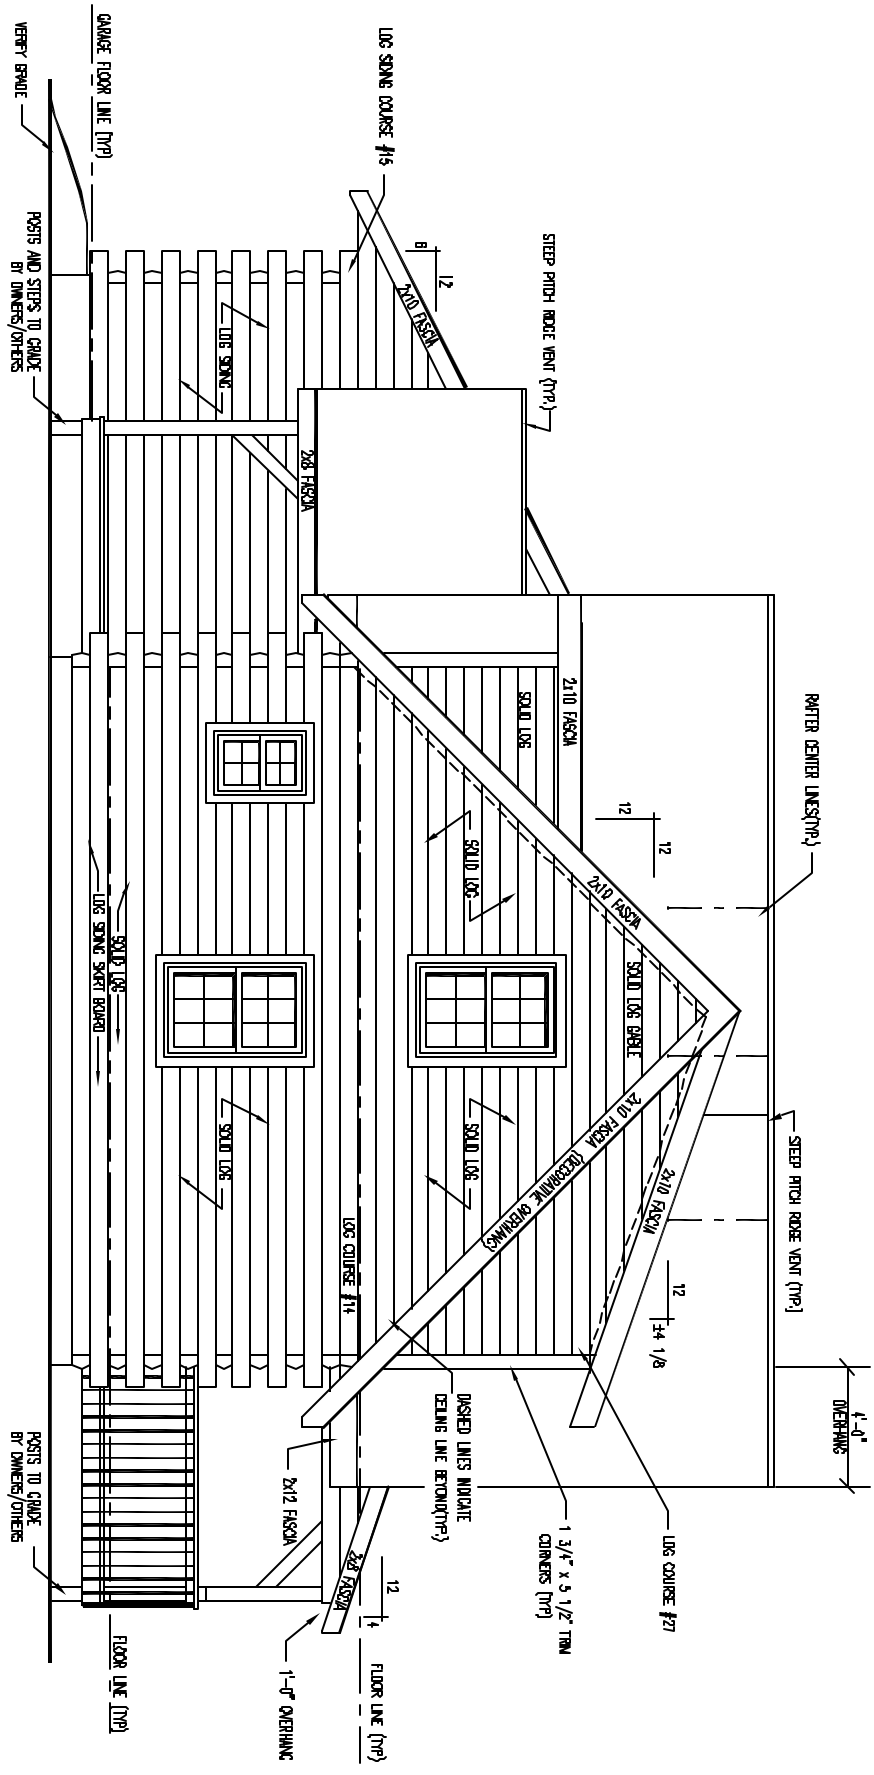 4'-0"
OVERHANG
RAFTER CENTER LINES(TYP.)
STEEP PITCH RIDGE VENT (TYP.)
12
12
12
±4 1/8
LOG COURSE #27
2x10 FASCIA
SOLID LOG
2x10 FASCIA
SOLID LOG GABLE
2x10 FASCIA (DECORATIVE OVERHANG)
2x10 FASCIA
1 3/4" x 5 1/2" TRIM
CORNERS (TYP)
STEEP PITCH RIDGE VENT (TYP.)
SOLID LOG
SOLID LOG
DASHED LINES INDICATE
CEILING LINE BEYOND(TYP.)
12
8
2x10 FASCIA
LOG SIDING COURSE #15
LOG COURSE #14
12
4
2x8 FASCIA
FLOOR LINE (TYP)
2x8 FASCIA
2x12 FASCIA
1'-0" OVERHANG
LOG SIDING
SOLID LOG
GARAGE FLOOR LINE (TYP)
SOLID LOG
LOG SIDING SKIRT BOARD
FLOOR LINE (TYP)
VERIFY GRADE
POSTS AND STEPS TO GRADE
BY OWNERS/OTHERS
POSTS TO GRADE
BY OWNERS/OTHERS